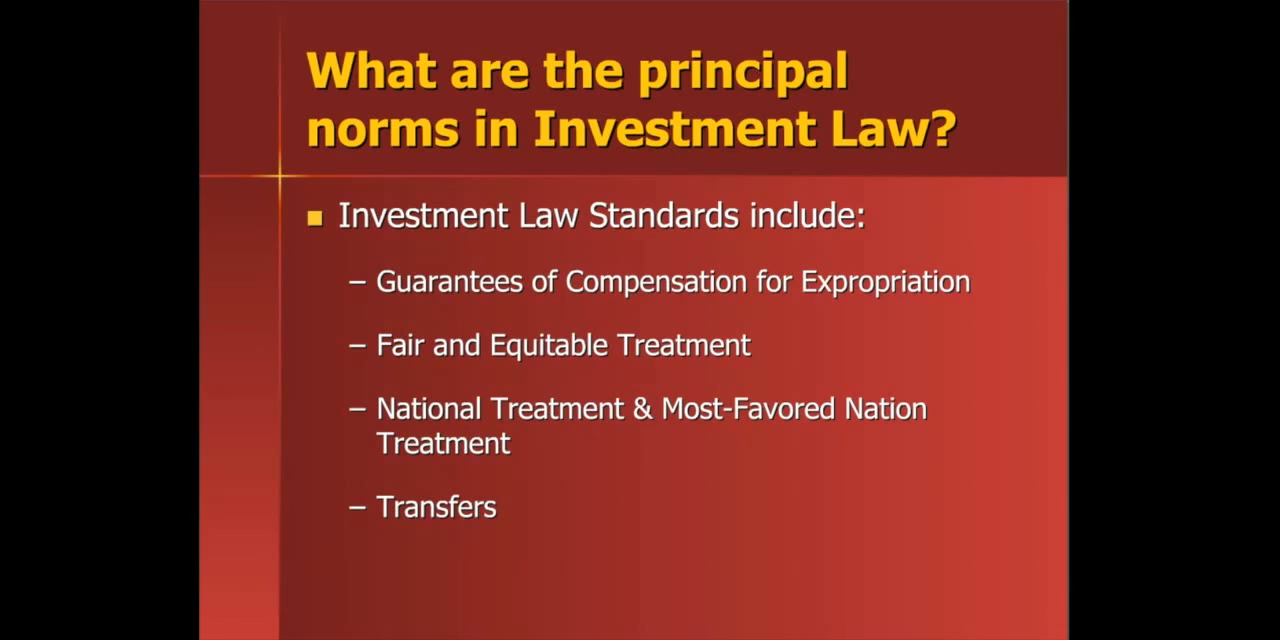 What are the principal
norms in Investment Law?
Investment Law Standards include:
– Guarantees of Compensation for Expropriation
– Fair and Equitable Treatment
– National Treatment & Most-Favored Nation
Treatment
– Transfers